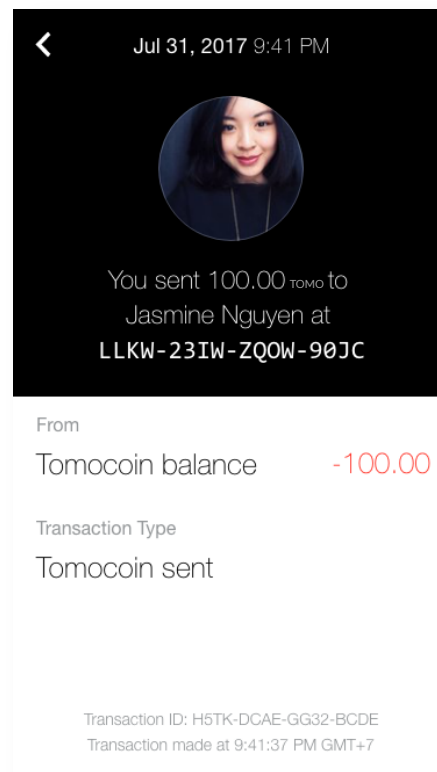 Jul 31, 2017 9:41 PM
You sent 100.00 TOMO to
Jasmine Nguyen at
LLKW-23IW-ZQOW-90JC
From
Tomocoin balance -100.00
Transaction Type
Tomocoin sent
Transaction ID: H5TK-DCAE-GG32-BCDE
Transaction made at 9:41:37 PM GMT+7